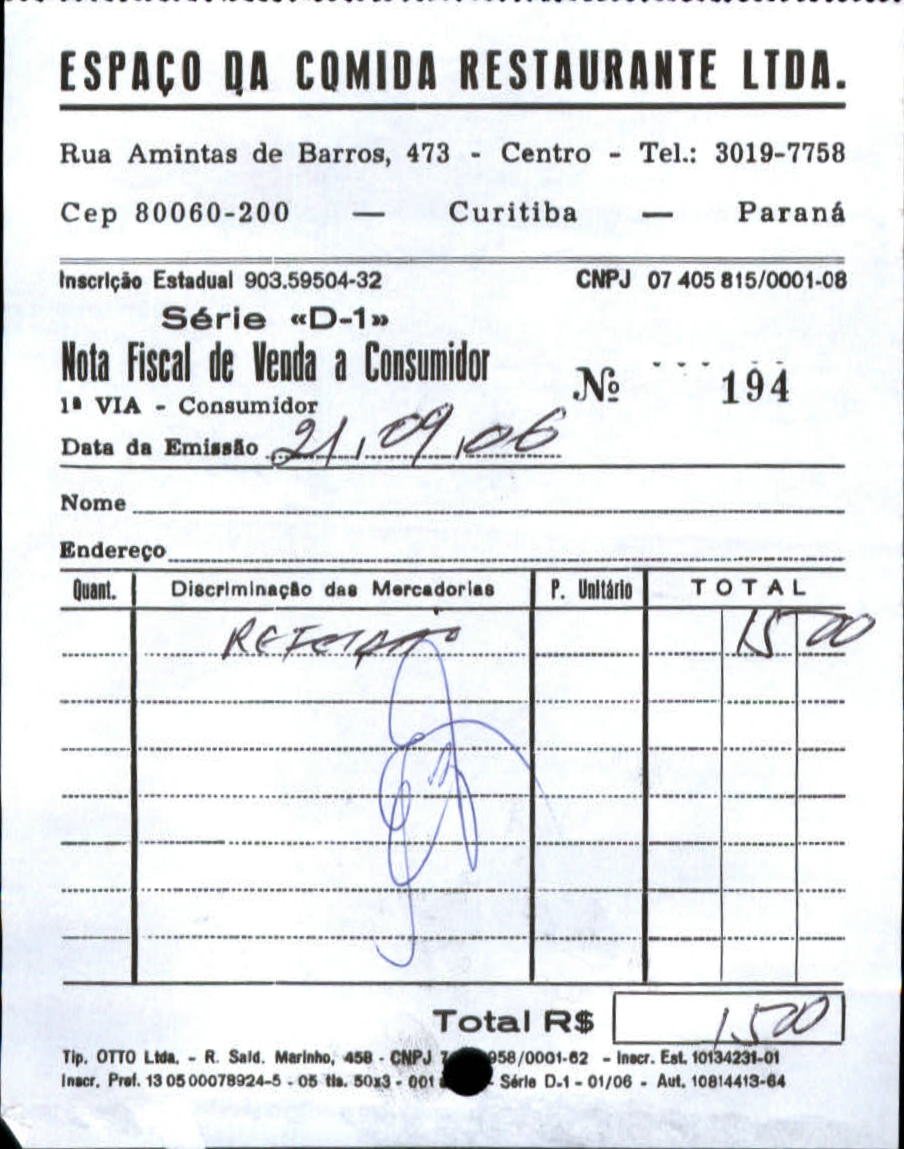 ESPAÇO DA COMIDA RESTAURANTE LTDA.
Rua Amintas de Barros, 473 - Centro - Tel.: 3019-7758
Cep 80060-200 — Curitiba — Paraná
Inscrição Estadual 903.59504-32 CNPJ 07 405 815/0001-08
Série «D-1»
Nota Fiscal de Venda a Consumidor
Nº 194
1ª VIA - Consumidor
Data da Emissão 21,09,06
Nome
Endereço
Quant. Discriminação das Mercadorias P. Unitário TOTAL
15 00
Total R$ 1500
Tip. OTTO Ltda. - R. Sald. Marinho, 458 - CNPJ 958/0001-62 - Inscr. Est. 10134231-01
Inscr. Pref. 13 05 00078924-5 - 05 tls. 50x3 - 001 - Série D-1 - 01/06 - Aut. 10814413-64